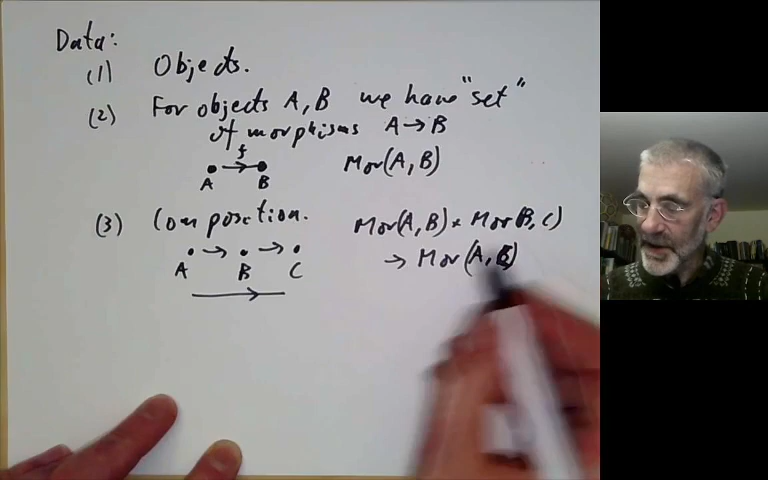 Data:
(1) Objects.
(2) For objects A, B we have "set"
of morphisms A → B
f
A B
Mor(A, B)
(3) Composition. Mor(A, B) × Mor(B, C)
→ Mor(A, C)
A → B → C